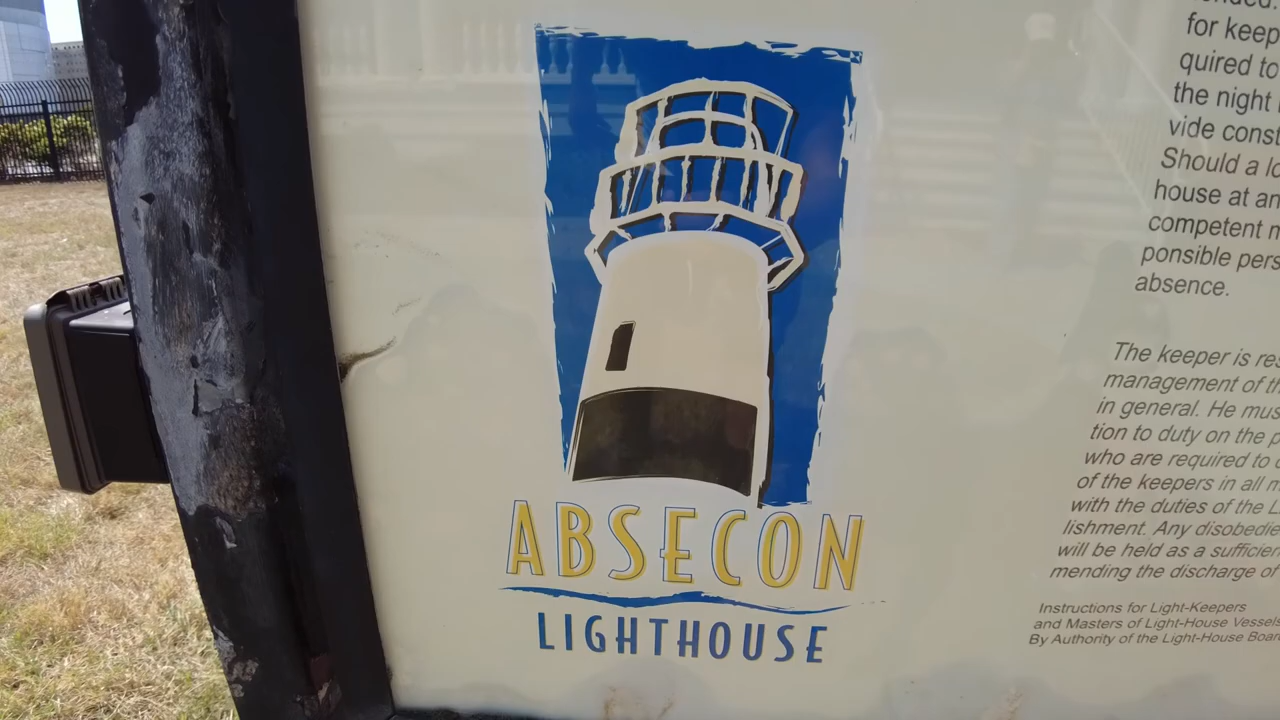 ABSECON
LIGHTHOUSE
for keep
quired to
the night
vide const
Should a lo
house at an
competent m
ponsible pers
absence.
The keeper is res
management of th
in general. He mus
tion to duty on the p
who are required to
of the keepers in all m
with the duties of the L
lishment. Any disobedie
will be held as a sufficien
mending the discharge of
Instructions for Light-Keepers
and Masters of Light-House Vessels
By Authority of the Light-House Boar